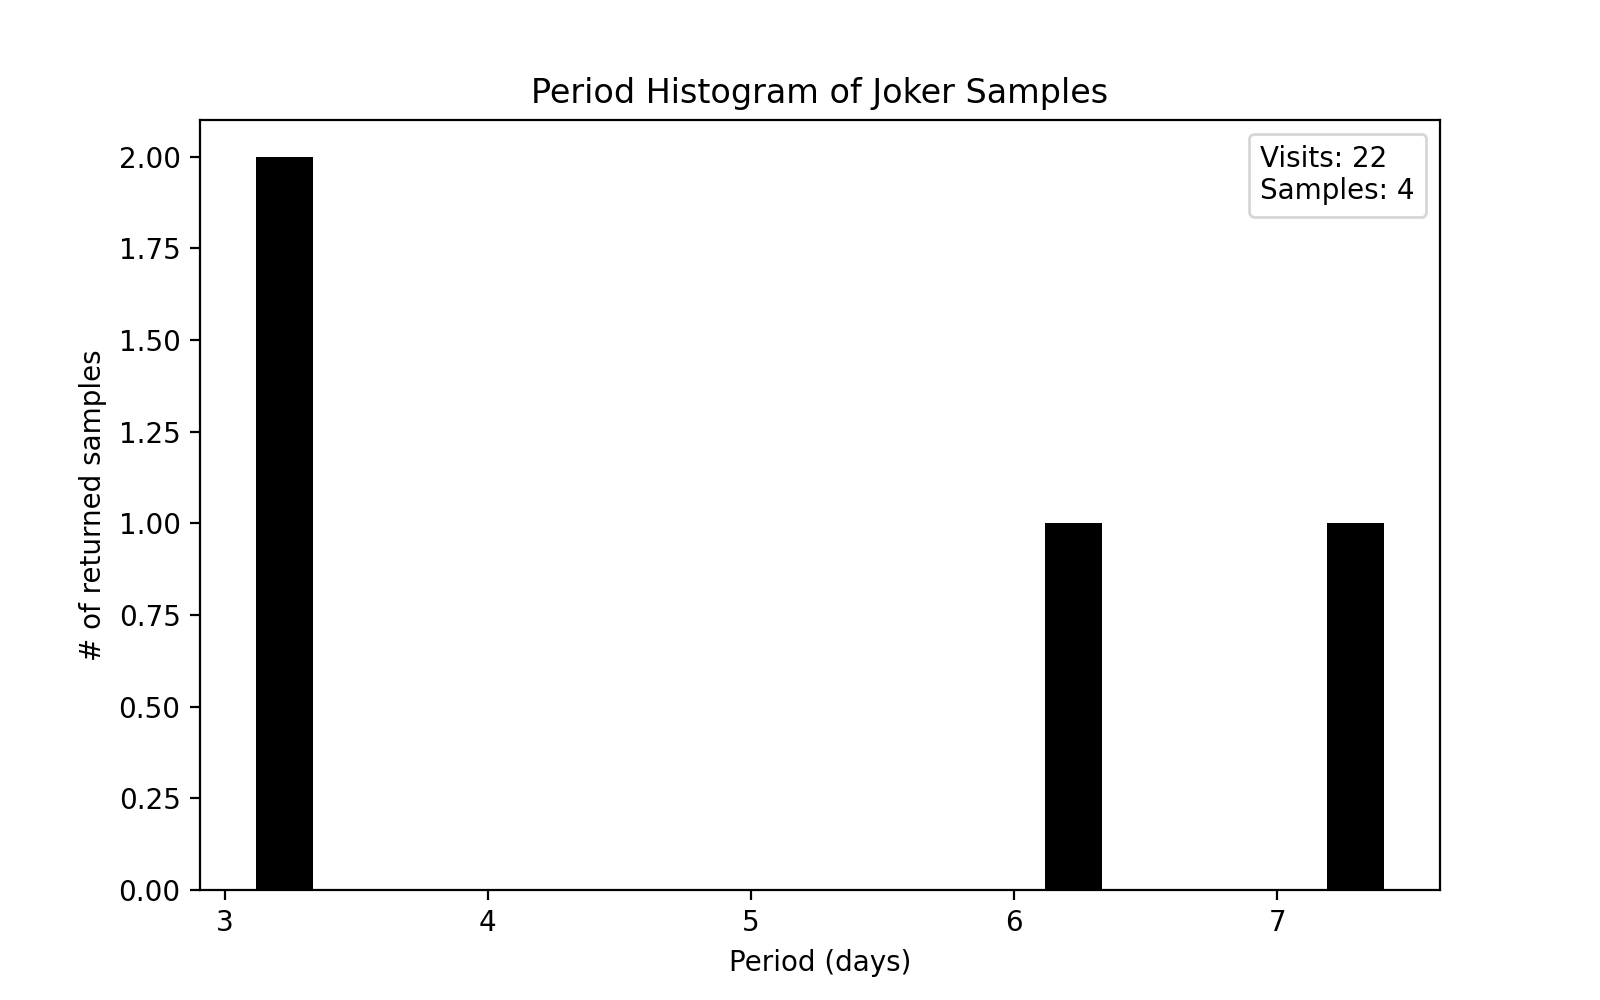 Period Histogram of Joker Samples
Visits: 22
Samples: 4
2.00
1.75
1.50
1.25
1.00
0.75
0.50
0.25
0.00
# of returned samples
3 4 5 6 7
Period (days)